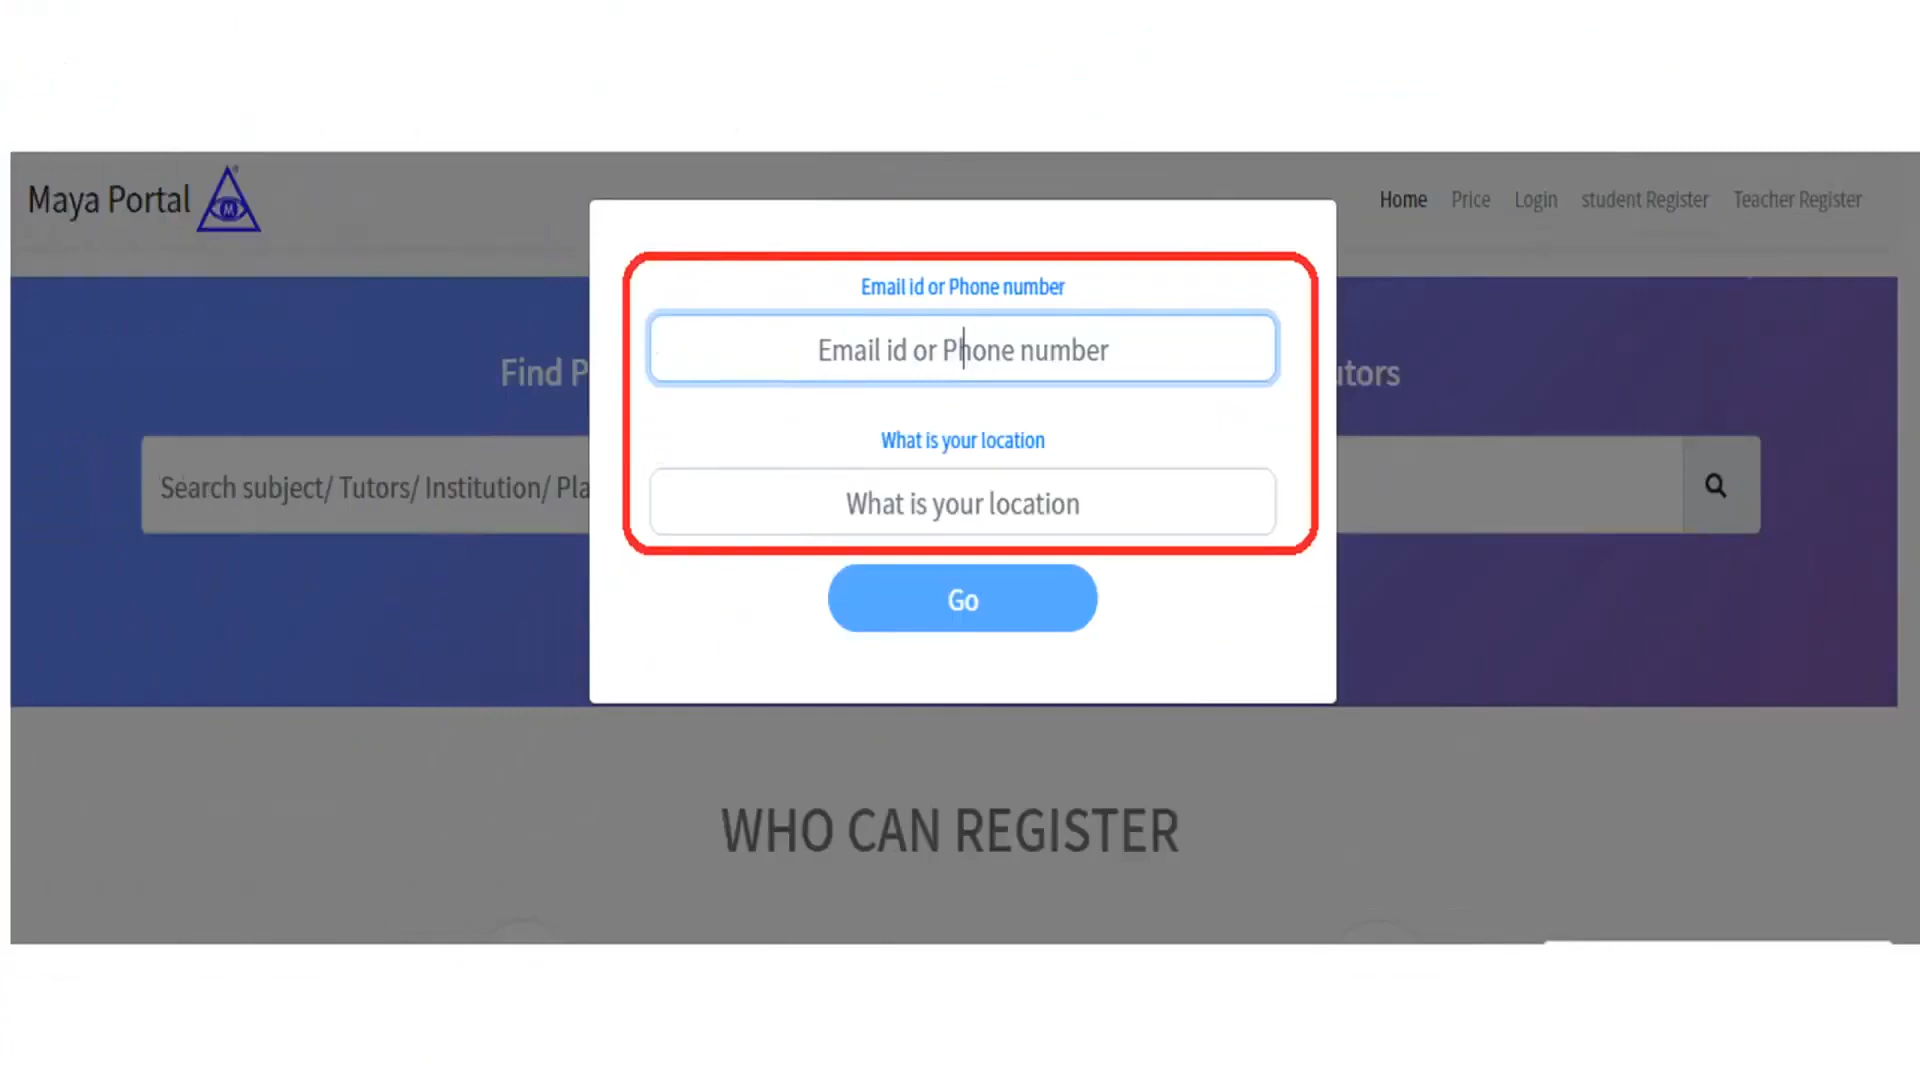 Maya Portal
M
Home Price Login student Register Teacher Register
Email id or Phone number
Email id or Phone number
Find P
utors
What is your location
Search subject/ Tutors/ Institution/ Pla
What is your location
Go
WHO CAN REGISTER